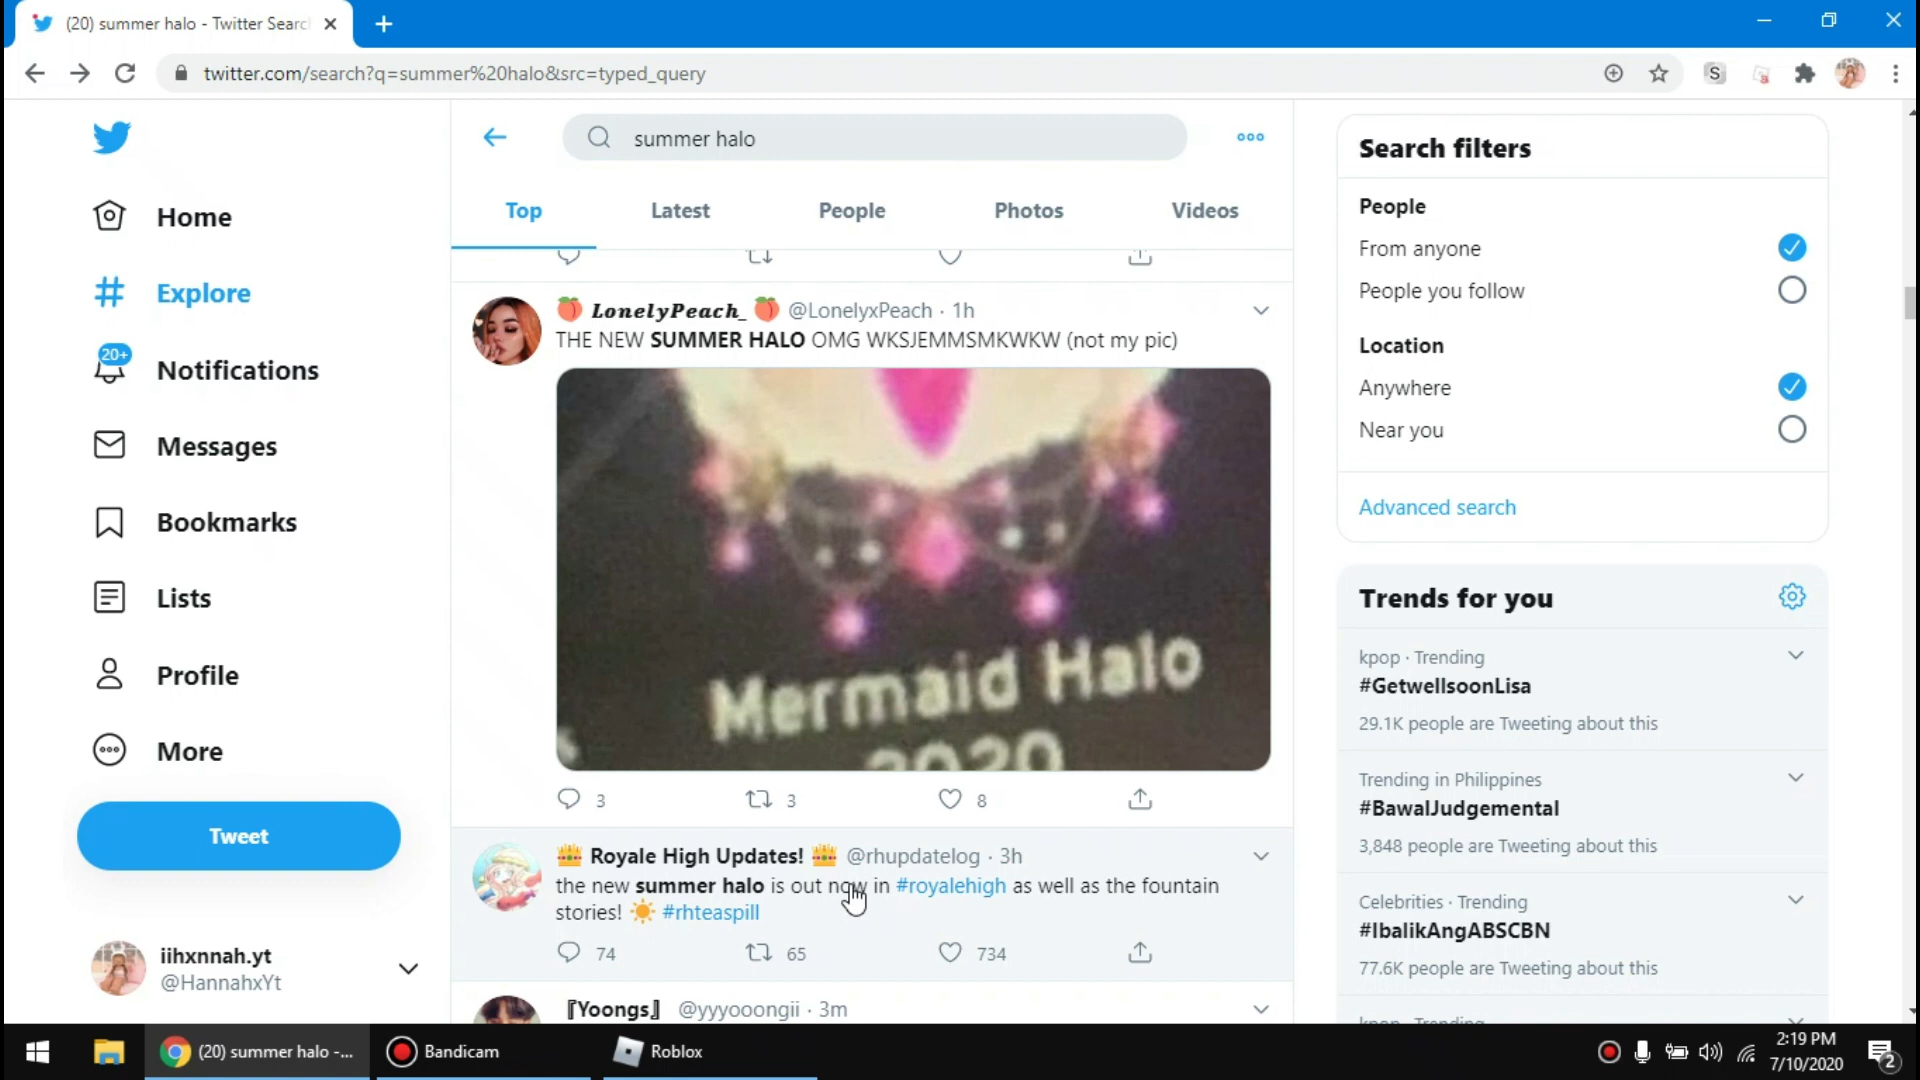 (20) summer halo - Twitter Searc
twitter.com/search?q=summer%20halo&src=typed_query
S
Home
Explore
20+
Notifications
Messages
Bookmarks
Lists
Profile
More
Tweet
iihxnnah.yt
@HannahxYt
summer halo
Top
Latest
People
Photos
Videos
🍑 LonelyPeach_ 🍑 @LonelyxPeach · 1h
THE NEW SUMMER HALO OMG WKSJEMMSMKWKW (not my pic)
Mermaid Halo
2020
3
3
8
👑 Royale High Updates! 👑 @rhupdatelog · 3h
the new summer halo is out now in #royalehigh as well as the fountain
stories! ☀️ #rhteaspill
74
65
734
『Yoongs』 @yyyooongii · 3m
Search filters
People
From anyone
People you follow
Location
Anywhere
Near you
Advanced search
Trends for you
kpop · Trending
#GetwellsoonLisa
29.1K people are Tweeting about this
Trending in Philippines
#BawalJudgemental
3,848 people are Tweeting about this
Celebrities · Trending
#IbalikAngABSCBN
77.6K people are Tweeting about this
kpop · Trending
(20) summer halo -...
Bandicam
Roblox
2:19 PM
7/10/2020
2